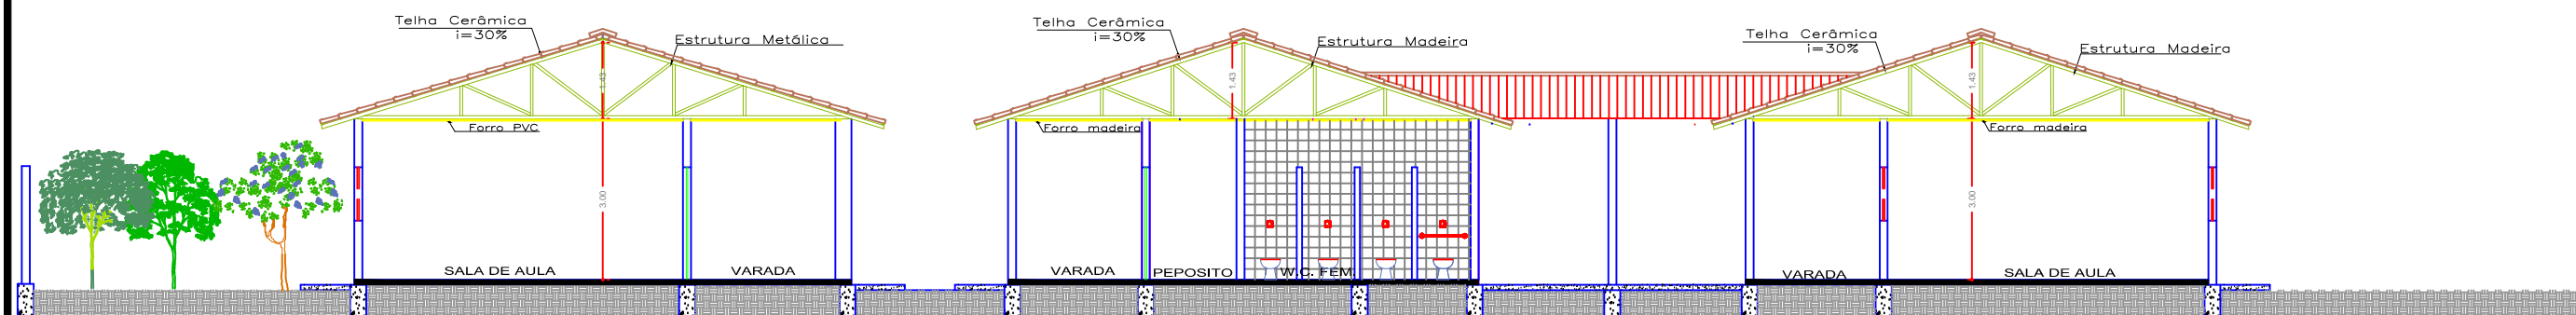 Telha Cerâmica
i=30%
Estrutura Metálica
1.43
Forro PVC
3.00
SALA DE AULA
VARADA
Telha Cerâmica
i=30%
Estrutura Madeira
1.43
Forro madeira
VARADA
PEPOSITO
W.C. FEM.
Telha Cerâmica
i=30%
Estrutura Madeira
1.43
Forro madeira
3.00
VARADA
SALA DE AULA